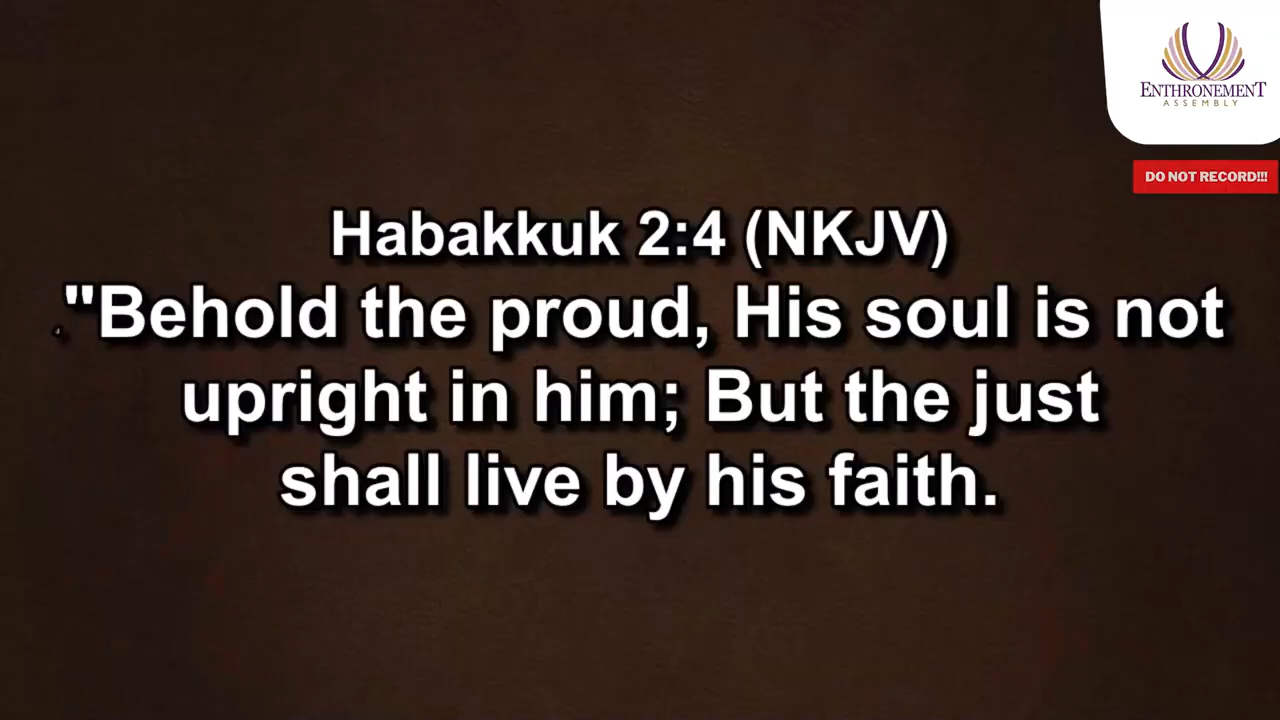 ENTHRONEMENT
ASSEMBLY
DO NOT RECORD!!!
Habakkuk 2:4 (NKJV)
"Behold the proud, His soul is not
upright in him; But the just
shall live by his faith.